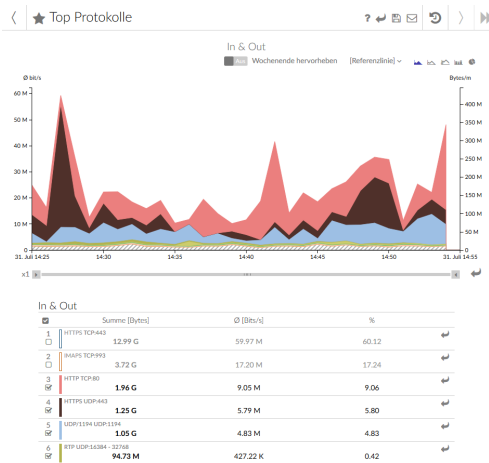 Top Protokolle
?
In & Out
Aus Wochenende hervorheben [Referenzlinie]
Ø bit/s
Bytes/m
60 M
50 M
40 M
30 M
20 M
10 M
0
400 M
350 M
300 M
250 M
200 M
150 M
100 M
50 M
0
31. Juli 14:25 14:30 14:35 14:40 14:45 14:50 31. Juli 14:55
x1
In & Out
Summe [Bytes] Ø [Bits/s] %
1 HTTPS TCP:443
12.99 G 59.97 M 60.12
2 IMAPS TCP:993
3.72 G 17.20 M 17.24
3 HTTP TCP:80
1.96 G 9.05 M 9.06
4 HTTPS UDP:443
1.25 G 5.79 M 5.80
5 UDP/1194 UDP:1194
1.05 G 4.83 M 4.83
6 RTP UDP:16384 - 32768
94.73 M 427.22 K 0.42